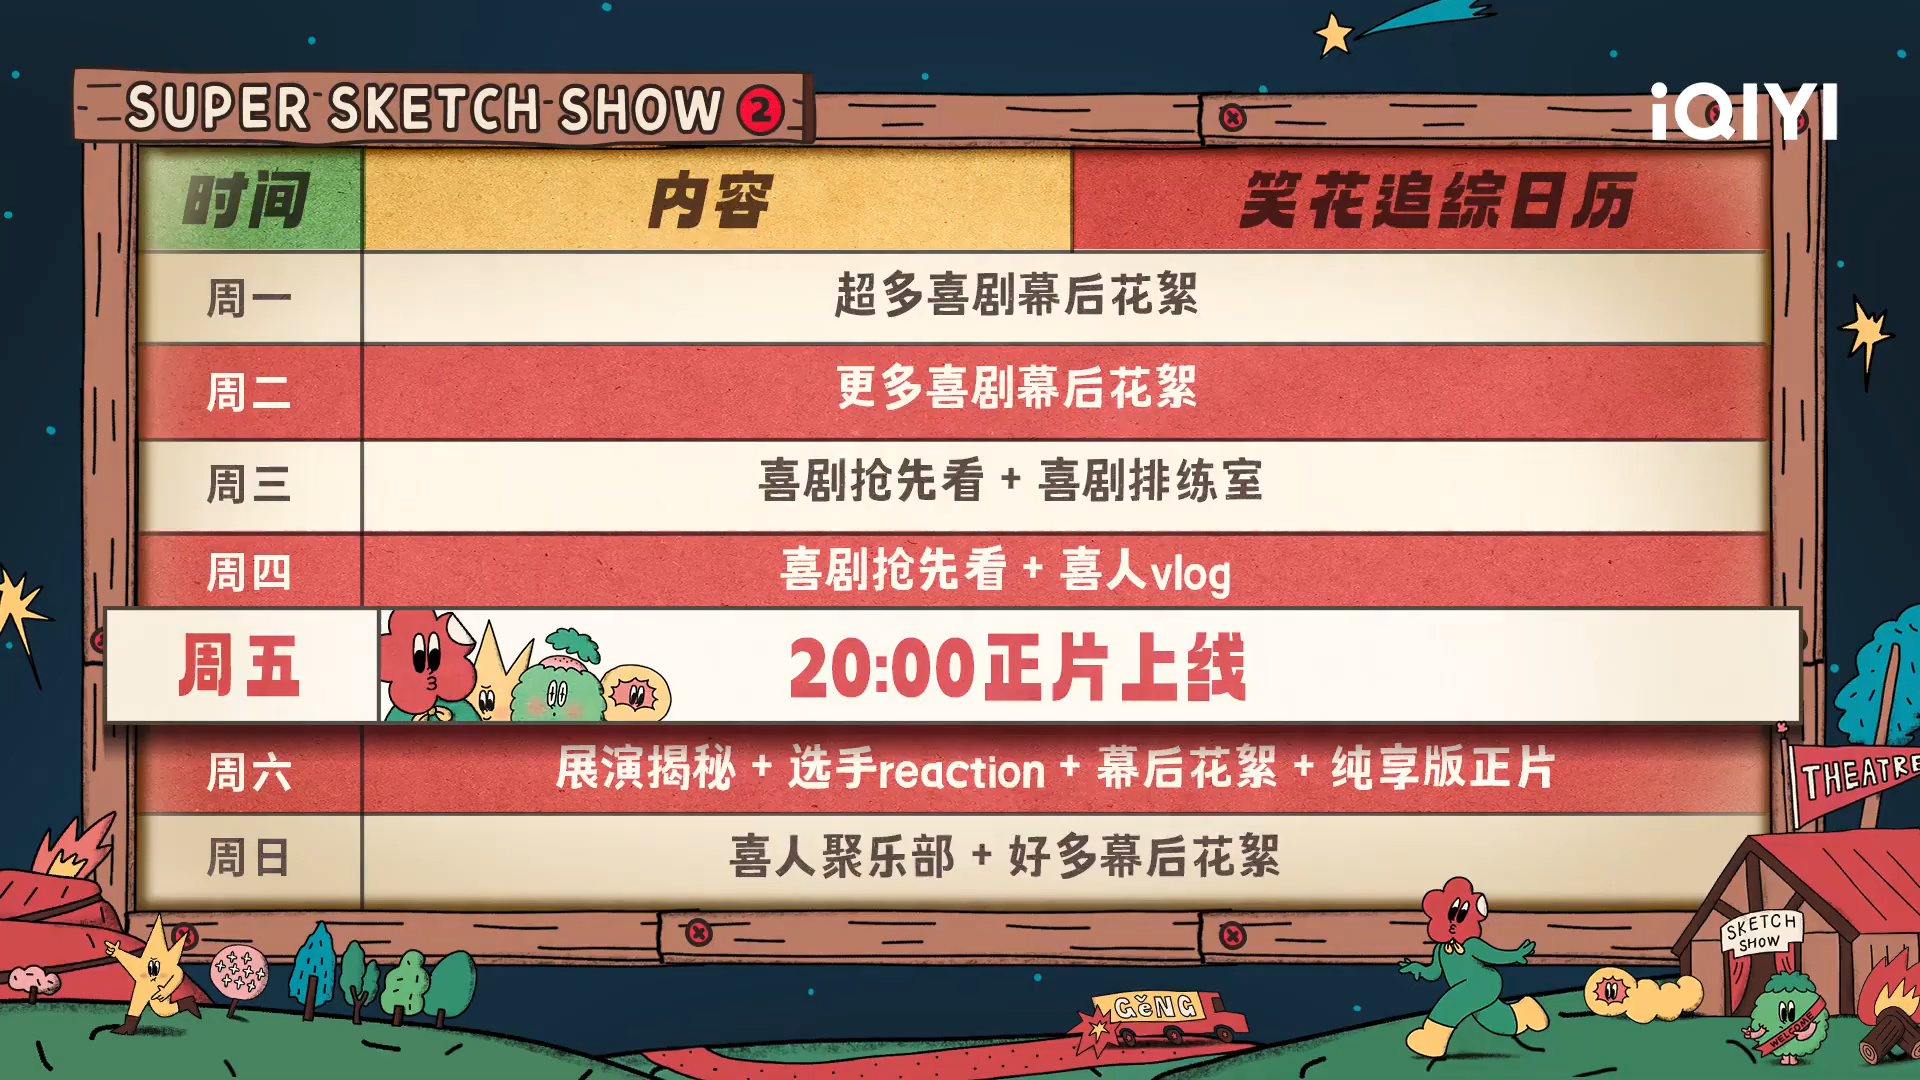 SUPER SKETCH SHOW 2
iQIYI
时间 内容 笑花追综日历
周一 超多喜剧幕后花絮
周二 更多喜剧幕后花絮
周三 喜剧抢先看 + 喜剧排练室
周四 喜剧抢先看 + 喜人vlog
周五 20:00正片上线
周六 展演揭秘 + 选手reaction + 幕后花絮 + 纯享版正片
周日 喜人聚乐部 + 好多幕后花絮
THEATRE
SKETCH
SHOW
GěNG
WELCOME